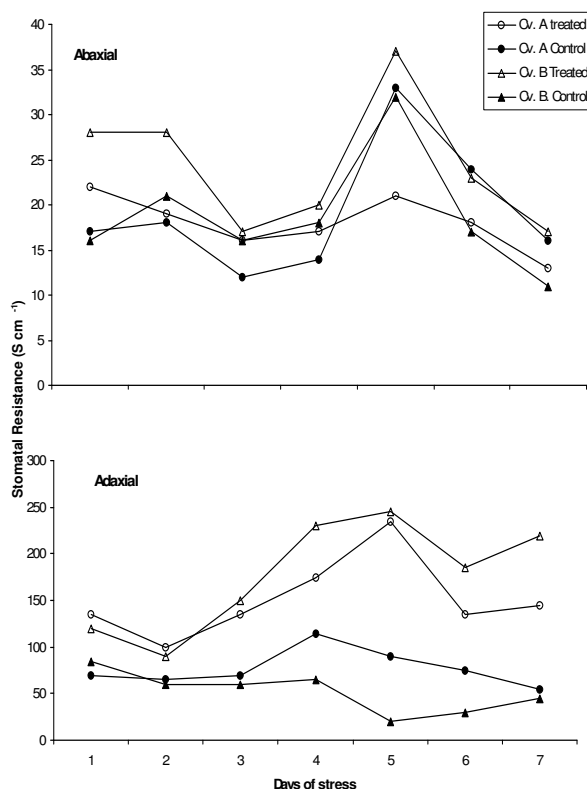 Abaxial
Cv. A treated
Cv. A Control
Cv. B Treated
Cv. B. Control
40
35
30
25
20
15
10
5
0
Stomatal Resistance (S cm -1)
Adaxial
300
250
200
150
100
50
0
1 2 3 4 5 6 7
Days of stress